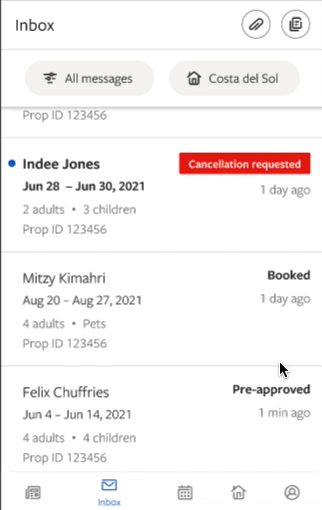 Inbox
All messages
Costa del Sol
Prop ID 123456
Indee Jones
Cancellation requested
Jun 28 – Jun 30, 2021
1 day ago
2 adults • 3 children
Prop ID 123456
Mitzy Kimahri
Booked
Aug 20 – Aug 27, 2021
1 day ago
4 adults • Pets
Prop ID 123456
Felix Chuffries
Pre-approved
Jun 4 – Jun 14, 2021
1 min ago
4 adults • 4 children
Prop ID 123456
Inbox